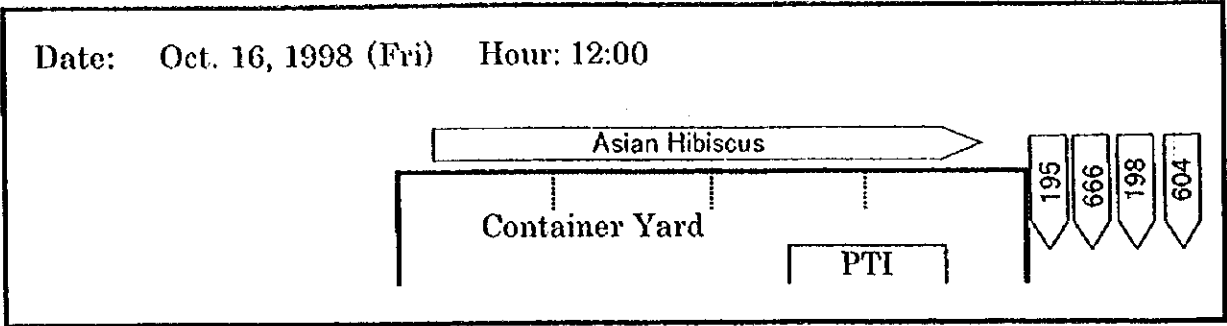 Date: Oct. 16, 1998 (Fri) Hour: 12:00
Asian Hibiscus
195
666
198
604
Container Yard
PTI